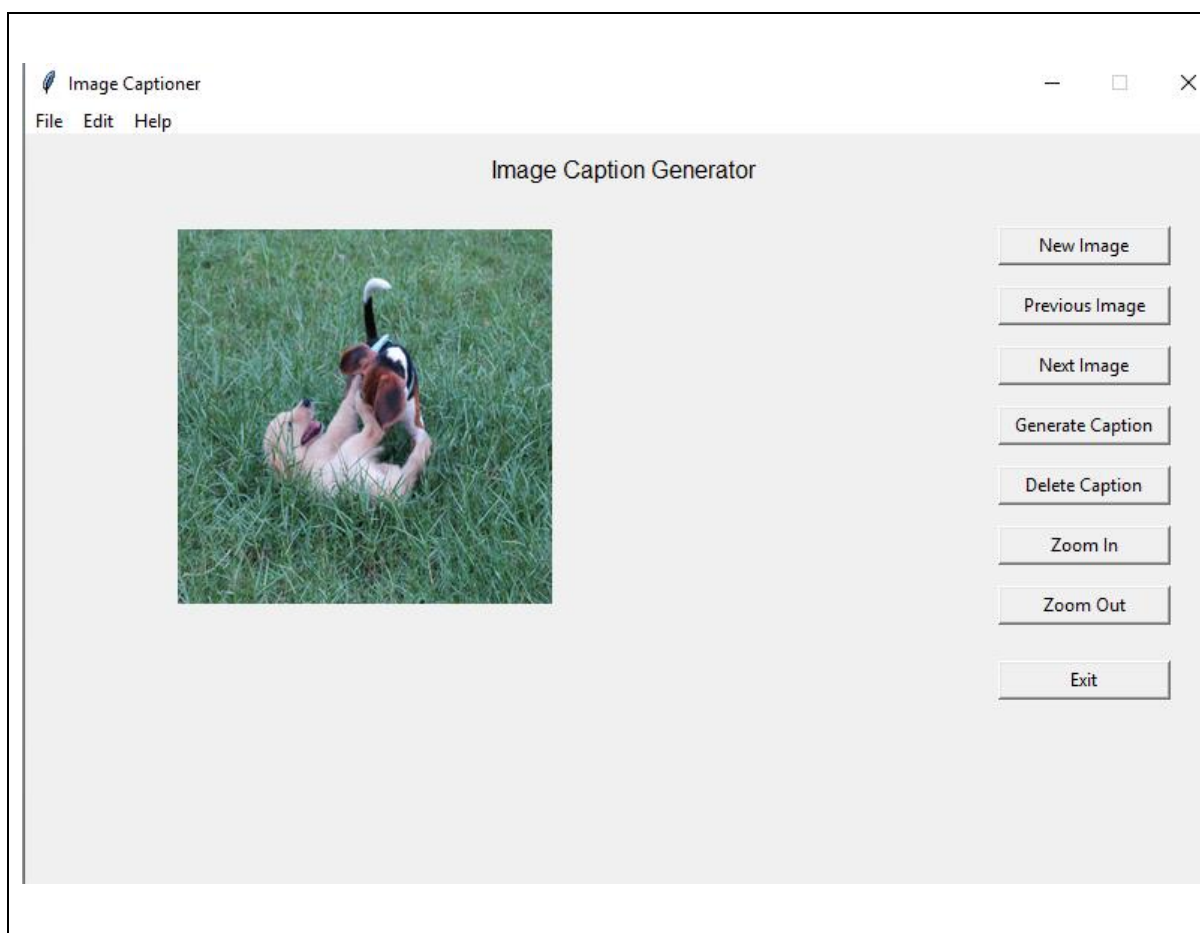 Image Captioner
File Edit Help
Image Caption Generator
New Image
Previous Image
Next Image
Generate Caption
Delete Caption
Zoom In
Zoom Out
Exit